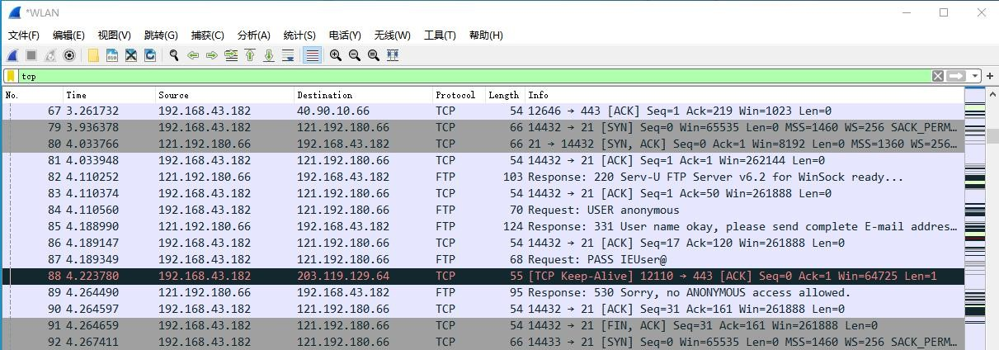 *WLAN
文件(F) 编辑(E) 视图(V) 跳转(G) 捕获(C) 分析(A) 统计(S) 电话(Y) 无线(W) 工具(T) 帮助(H)
tcp
No. Time Source Destination Protocol Length Info
67 3.261732 192.168.43.182 40.90.10.66 TCP 54 12646 → 443 [ACK] Seq=1 Ack=219 Win=1023 Len=0
79 3.936378 192.168.43.182 121.192.180.66 TCP 66 14432 → 21 [SYN] Seq=0 Win=65535 Len=0 MSS=1460 WS=256 SACK_PERM…
80 4.033766 121.192.180.66 192.168.43.182 TCP 66 21 → 14432 [SYN, ACK] Seq=0 Ack=1 Win=8192 Len=0 MSS=1360 WS=256…
81 4.033948 192.168.43.182 121.192.180.66 TCP 54 14432 → 21 [ACK] Seq=1 Ack=1 Win=262144 Len=0
82 4.110252 121.192.180.66 192.168.43.182 FTP 103 Response: 220 Serv-U FTP Server v6.2 for WinSock ready...
83 4.110374 192.168.43.182 121.192.180.66 TCP 54 14432 → 21 [ACK] Seq=1 Ack=50 Win=261888 Len=0
84 4.110560 192.168.43.182 121.192.180.66 FTP 70 Request: USER anonymous
85 4.188990 121.192.180.66 192.168.43.182 FTP 124 Response: 331 User name okay, please send complete E-mail addres…
86 4.189147 192.168.43.182 121.192.180.66 TCP 54 14432 → 21 [ACK] Seq=17 Ack=120 Win=261888 Len=0
87 4.189349 192.168.43.182 121.192.180.66 FTP 68 Request: PASS IEUser@
88 4.223780 192.168.43.182 203.119.129.64 TCP 55 [TCP Keep-Alive] 12110 → 443 [ACK] Seq=0 Ack=1 Win=64725 Len=1
89 4.264490 121.192.180.66 192.168.43.182 FTP 95 Response: 530 Sorry, no ANONYMOUS access allowed.
90 4.264597 192.168.43.182 121.192.180.66 TCP 54 14432 → 21 [ACK] Seq=31 Ack=161 Win=261888 Len=0
91 4.264659 192.168.43.182 121.192.180.66 TCP 54 14432 → 21 [FIN, ACK] Seq=31 Ack=161 Win=261888 Len=0
92 4.267411 192.168.43.182 121.192.180.66 TCP 66 14433 → 21 [SYN] Seq=0 Win=65535 Len=0 MSS=1460 WS=256 SACK_PERM…